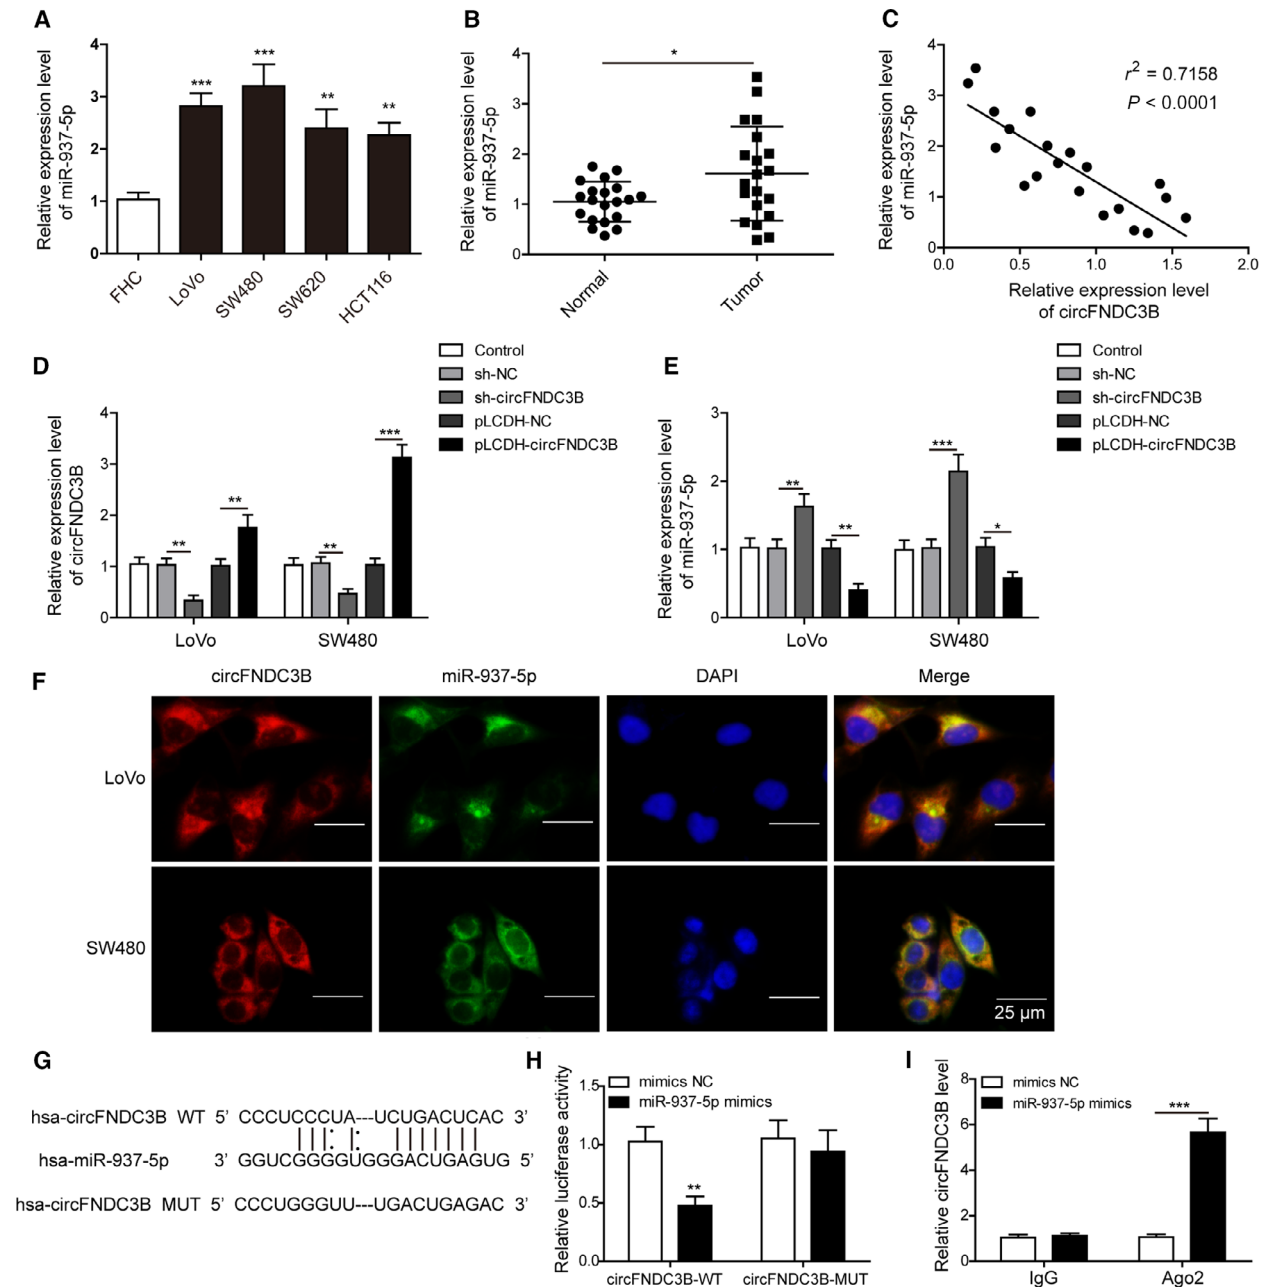 A
Relative expression level
of miR-937-5p
4
3
2
1
0
***
***
**
**
FHC
LoVo
SW480
SW620
HCT116
B
Relative expression level
of miR-937-5p
4
3
2
1
0
*
Normal
Tumor
C
Relative expression level
of miR-937-5p
4
3
2
1
0
r² = 0.7158
P < 0.0001
0.0 0.5 1.0 1.5 2.0
Relative expression level
of circFNDC3B
D
Control
sh-NC
sh-circFNDC3B
pLCDH-NC
pLCDH-circFNDC3B
Relative expression level
of circFNDC3B
4
3
2
1
0
**
**
**
***
LoVo
SW480
E
Control
sh-NC
sh-circFNDC3B
pLCDH-NC
pLCDH-circFNDC3B
Relative expression level
of miR-937-5p
3
2
1
0
**
**
***
*
LoVo
SW480
F
circFNDC3B
miR-937-5p
DAPI
Merge
LoVo
SW480
25 μm
G
hsa-circFNDC3B WT 5' CCCUCCCUA---UCUGACUCAC 3'
hsa-miR-937-5p 3' GGUCGGGGUGGGACUGAGUG 5'
hsa-circFNDC3B MUT 5' CCCUGGGUU---UGACUGAGAC 3'
H
Relative luciferase activity
1.5
1.0
0.5
0.0
mimics NC
miR-937-5p mimics
**
circFNDC3B-WT
circFNDC3B-MUT
I
Relative circFNDC3B level
8
6
4
2
0
mimics NC
miR-937-5p mimics
***
IgG
Ago2